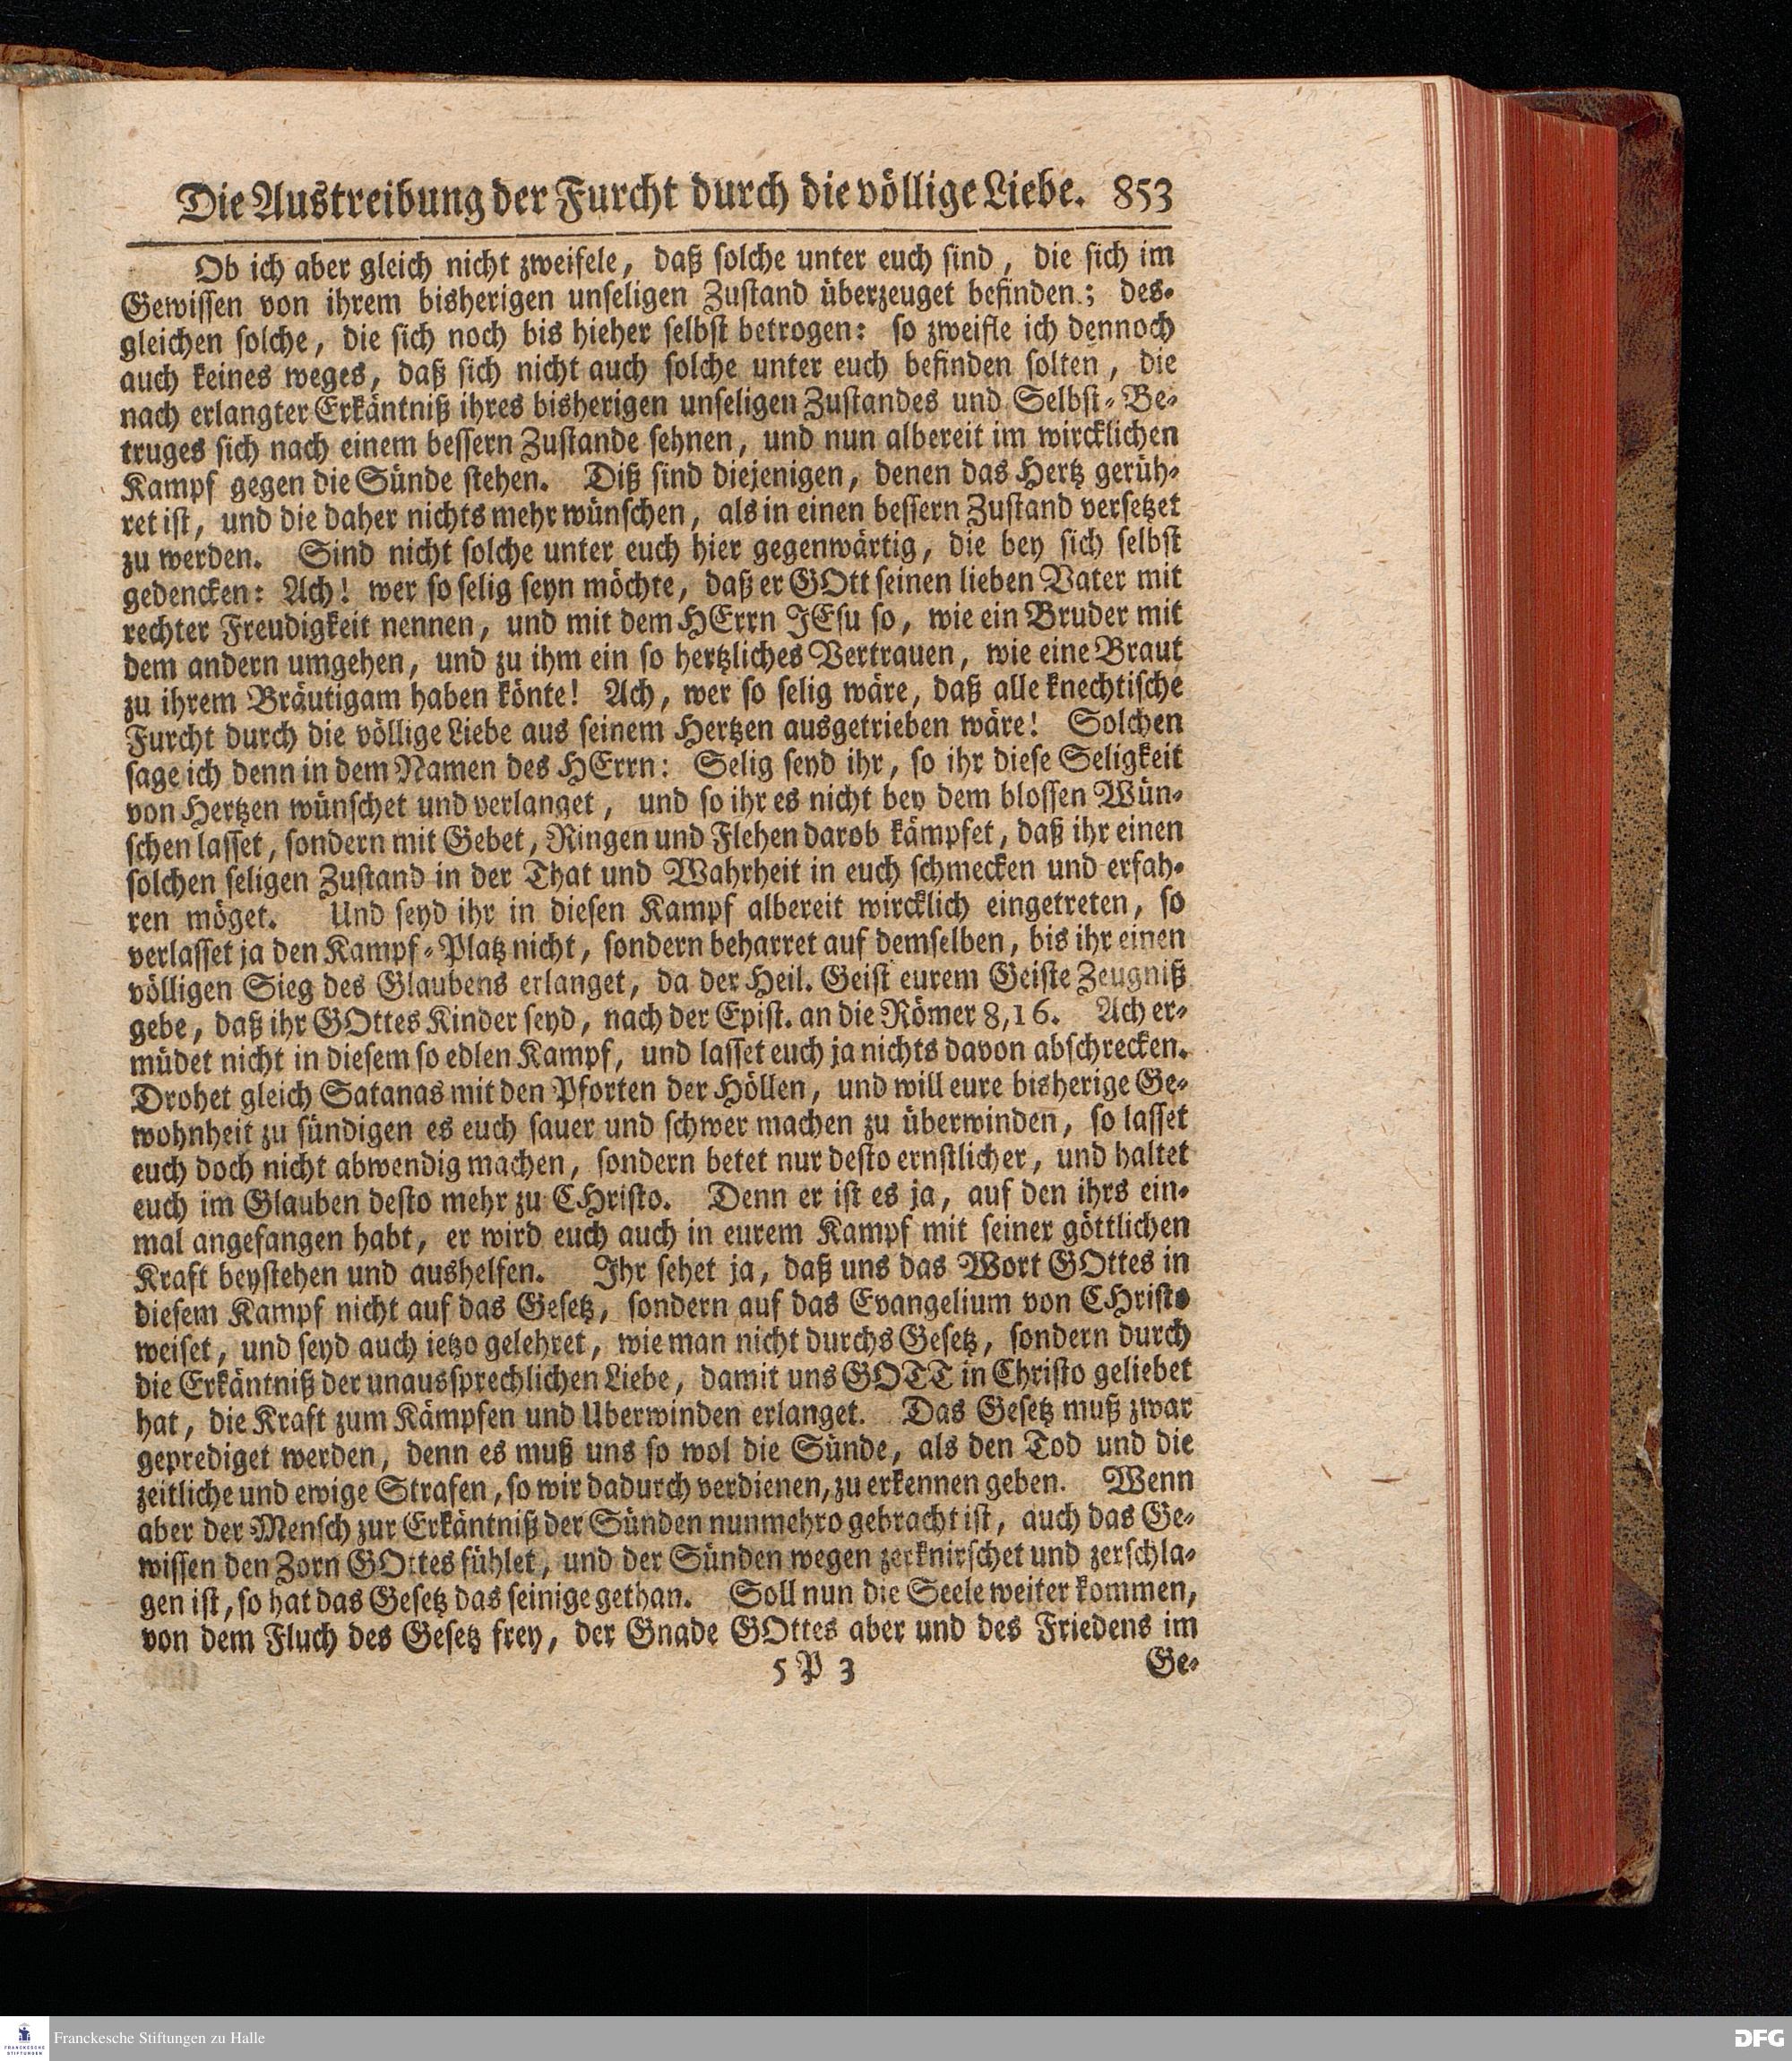 Die Austreibung der Furcht durch die völlige Liebe. 853
Ob ich aber gleich nicht zweifele, daß solche unter euch sind, die sich im
Gewissen von ihrem bisherigen unseligen Zustand überzeuget befinden; des-
gleichen solche, die sich noch bis hieher selbst betrogen: so zweifle ich dennoch
auch keines weges, daß sich nicht auch solche unter euch befinden solten, die
nach erlangter Erkäntniß ihres bisherigen unseligen Zustandes und Selbst-Be-
truges sich nach einem bessern Zustande sehnen, und nun albereit im wircklichen
Kampf gegen die Sünde stehen. Diß sind diejenigen, denen das Hertz gerüh-
ret ist, und die daher nichts mehr wünschen, als in einen bessern Zustand versetzet
zu werden. Sind nicht solche unter euch hier gegenwärtig, die bey sich selbst
gedencken: Ach! wer so selig seyn möchte, daß er GOtt seinen lieben Vater mit
rechter Freudigkeit nennen, und mit dem HErrn JEsu so, wie ein Bruder mit
dem andern umgehen, und zu ihm ein so hertzliches Vertrauen, wie eine Braut
zu ihrem Bräutigam haben könte! Ach, wer so selig wäre, daß alle knechtische
Furcht durch die völlige Liebe aus seinem Hertzen ausgetrieben wäre! Solchen
sage ich denn in dem Namen des HErrn: Selig seyd ihr, so ihr diese Seligkeit
von Hertzen wünschet und verlanget, und so ihr es nicht bey dem blossen Wün-
schen lasset, sondern mit Gebet, Ringen und Flehen darob kämpfet, daß ihr einen
solchen seligen Zustand in der That und Wahrheit in euch schmecken und erfah-
ren möget. Und seyd ihr in diesen Kampf albereit wircklich eingetreten, so
verlasset ja den Kampf-Platz nicht, sondern beharret auf demselben, bis ihr einen
völligen Sieg des Glaubens erlanget, da der Heil. Geist eurem Geiste Zeugniß
gebe, daß ihr GOttes Kinder seyd, nach der Epist. an die Römer 8,16. Ach er-
müdet nicht in diesem so edlen Kampf, und lasset euch ja nichts davon abschrecken.
Drohet gleich Satanas mit den Pforten der Höllen, und will eure bisherige Ge-
wohnheit zu sündigen es euch sauer und schwer machen zu überwinden, so lasset
euch doch nicht abwendig machen, sondern betet nur desto ernstlicher, und haltet
euch im Glauben desto mehr zu CHristo. Denn er ist es ja, auf den ihrs ein-
mal angefangen habt, er wird euch auch in eurem Kampf mit seiner göttlichen
Kraft beystehen und aushelfen. Ihr sehet ja, daß uns das Wort GOttes in
diesem Kampf nicht auf das Gesetz, sondern auf das Evangelium von CHristo
weiset, und seyd auch ietzo gelehret, wie man nicht durchs Gesetz, sondern durch
die Erkäntniß der unaussprechlichen Liebe, damit uns GOTT in Christo geliebet
hat, die Kraft zum Kämpfen und Uberwinden erlanget. Das Gesetz muß zwar
geprediget werden, denn es muß uns so wol die Sünde, als den Tod und die
zeitliche und ewige Strafen, so wir dadurch verdienen, zu erkennen geben. Wenn
aber der Mensch zur Erkäntniß der Sünden nunmehro gebracht ist, auch das Ge-
wissen den Zorn GOttes fühlet, und der Sünden wegen zerknirschet und zerschla-
gen ist, so hat das Gesetz das seinige gethan. Soll nun die Seele weiter kommen,
von dem Fluch des Gesetz frey, der Gnade GOttes aber und des Friedens im
5 P 3 Ge-
FRANCKESCHE STIFTUNGEN
Franckesche Stiftungen zu Halle
DFG